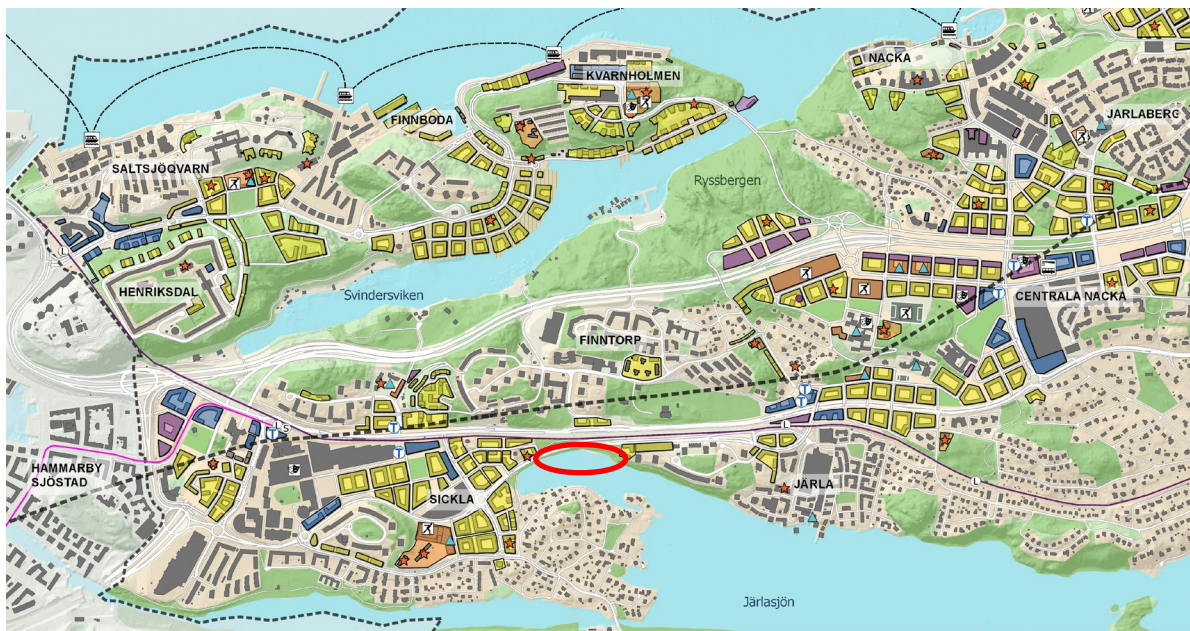 KVARNHOLMEN
NACKA
FINNBODA
JARLABERG
SALTSJÖQVARN
Ryssbergen
T
L
HENRIKSDAL
Svindersviken
T
T
CENTRALA NACKA
FINNTORP
T
T
L
S
T
T
L
T
HAMMARBY
SJÖSTAD
SICKLA
JÄRLA
L
Järlasjön